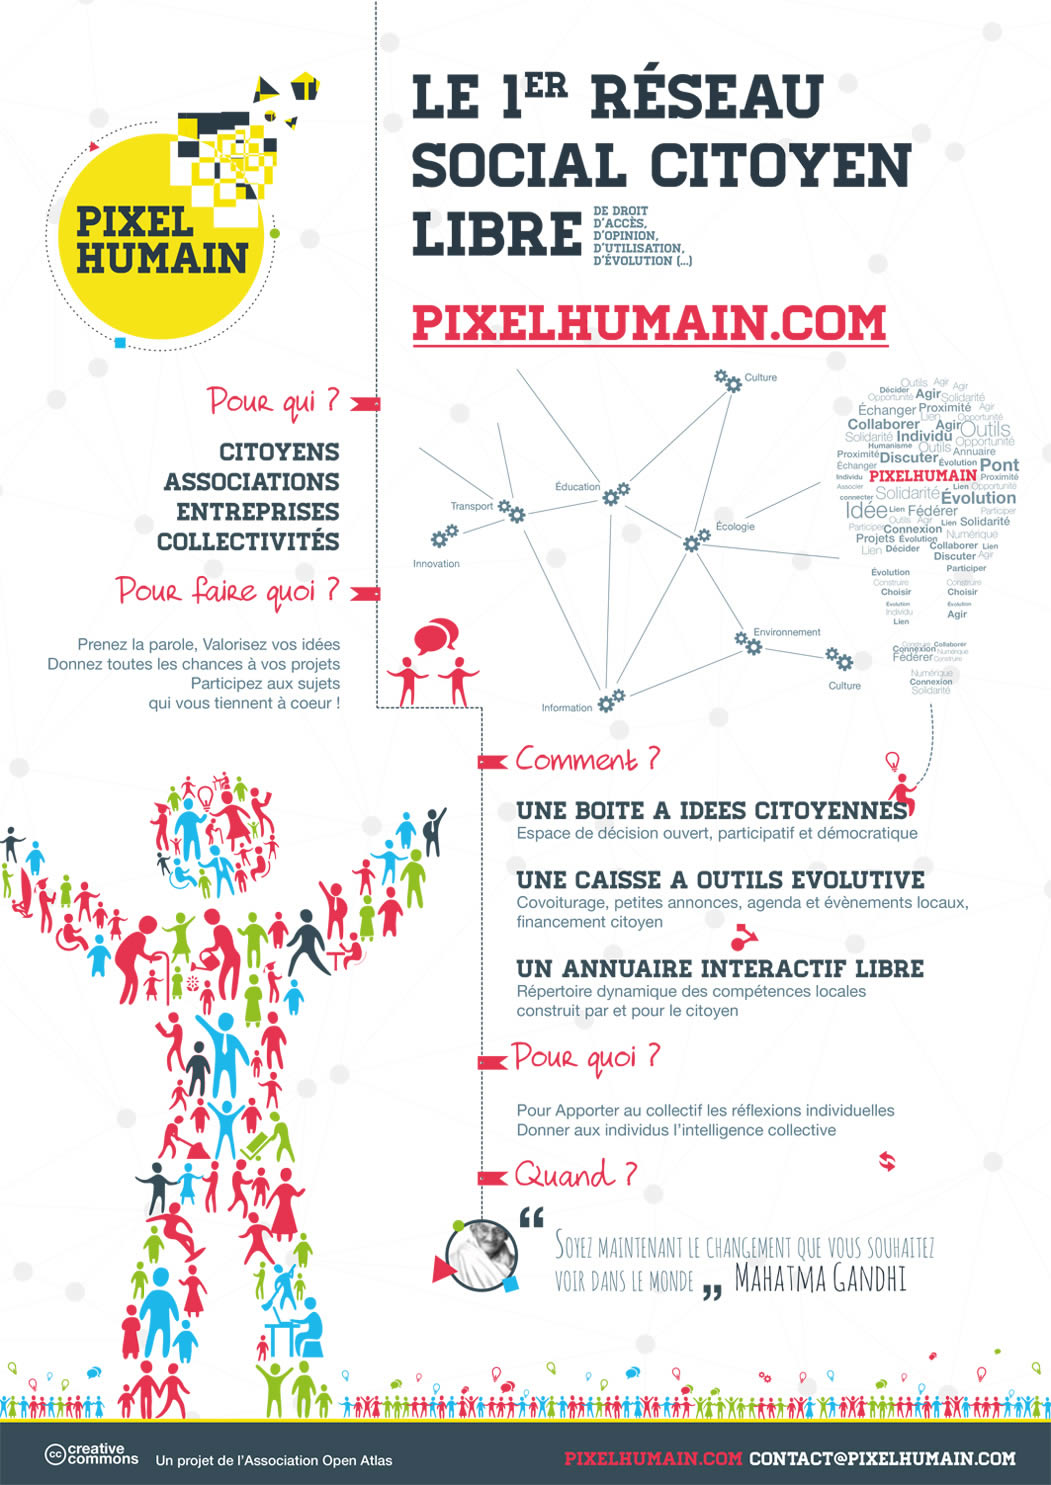 PIXEL
HUMAIN
LE 1ER RÉSEAU
SOCIAL CITOYEN
LIBRE
DE DROIT
D'ACCÈS,
D'OPINION,
D'UTILISATION,
D'ÉVOLUTION (...)
PIXELHUMAIN.COM
Pour qui ?
CITOYENS
ASSOCIATIONS
ENTREPRISES
COLLECTIVITÉS
Pour faire quoi ?
Prenez la parole, Valorisez vos idées
Donnez toutes les chances à vos projets
Participez aux sujets
qui vous tiennent à coeur !
Culture
Éducation
Transport
Écologie
Innovation
Environnement
Culture
Information
Outils Agir Agir
Décider
Opportunité Agir Solidarité
Échanger Proximité Agir
Lien Opportunité
Collaborer Agir Outils
Solidarité Individu Opportunité
Humanisme Outils Annuaire
Proximité Discuter Évolution Pont
Échanger
Individu PIXELHUMAIN Proximité
Associer Lien Opportunité
connecter Solidarité Évolution
Idée Lien Fédérer Participer
Outils Agir Lien Solidarité
Participer Connexion Numérique
Projets Évolution Collaborer Lien
Lien Décider Discuter Agir
Évolution Participer
Construire Construire
Choisir Choisir
Évolution Évolution
Individu Agir
Lien
Construire Collaborer
Connexion Numérique
Fédérer Construire
Numérique
Connexion
Solidarité
Comment ?
UNE BOITE A IDEES CITOYENNES
Espace de décision ouvert, participatif et démocratique
UNE CAISSE A OUTILS EVOLUTIVE
Covoiturage, petites annonces, agenda et évènements locaux,
financement citoyen
UN ANNUAIRE INTERACTIF LIBRE
Répertoire dynamique des compétences locales
construit par et pour le citoyen
Pour quoi ?
Pour Apporter au collectif les réflexions individuelles
Donner aux individus l'intelligence collective
Quand ?
“ SOYEZ MAINTENANT LE CHANGEMENT QUE VOUS SOUHAITEZ
VOIR DANS LE MONDE „ MAHATMA GANDHI
cc creative
commons
Un projet de l'Association Open Atlas
PIXELHUMAIN.COM CONTACT@PIXELHUMAIN.COM